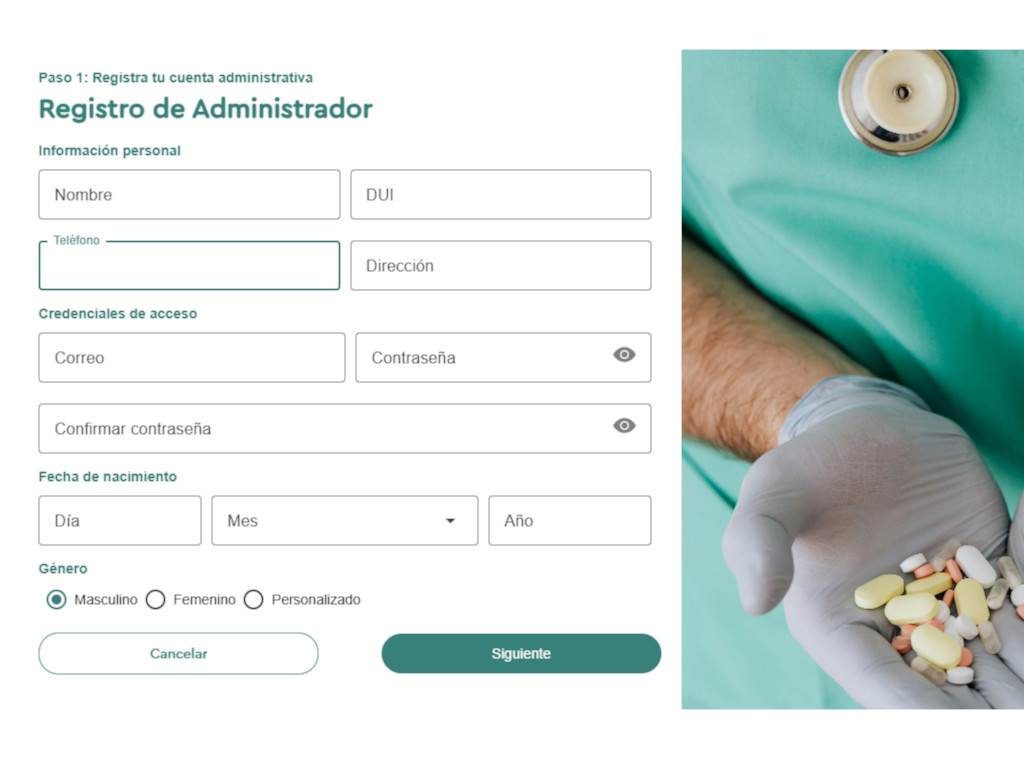 Paso 1: Registra tu cuenta administrativa
Registro de Administrador
Información personal
Nombre DUI
Teléfono
Dirección
Credenciales de acceso
Correo Contraseña
Confirmar contraseña
Fecha de nacimiento
Día Mes Año
Género
Masculino Femenino Personalizado
Cancelar Siguiente